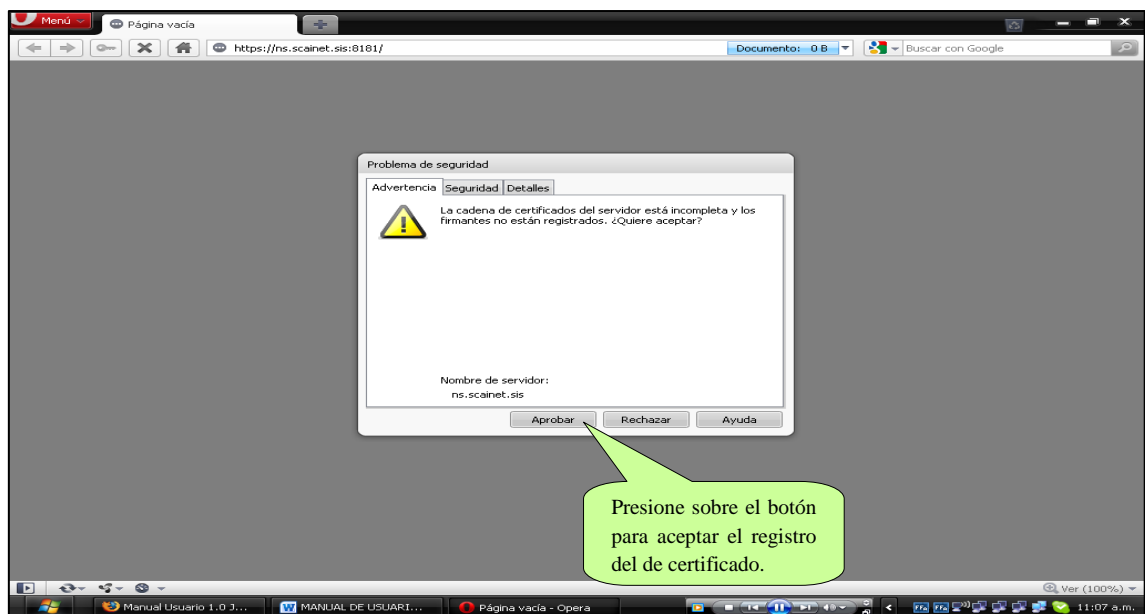 Menú
Página vacía
https://ns.scainet.sis:8181/
Documento: 0 B
Buscar con Google
Problema de seguridad
Advertencia Seguridad Detalles
La cadena de certificados del servidor está incompleta y los
firmantes no están registrados. ¿Quiere aceptar?
Nombre de servidor:
ns.scainet.sis
Aprobar Rechazar Ayuda
Presione sobre el botón
para aceptar el registro
del de certificado.
Ver (100%)
Manual Usuario 1.0 J... MANUAL DE USUARI... Página vacía - Opera 11:07 a.m.